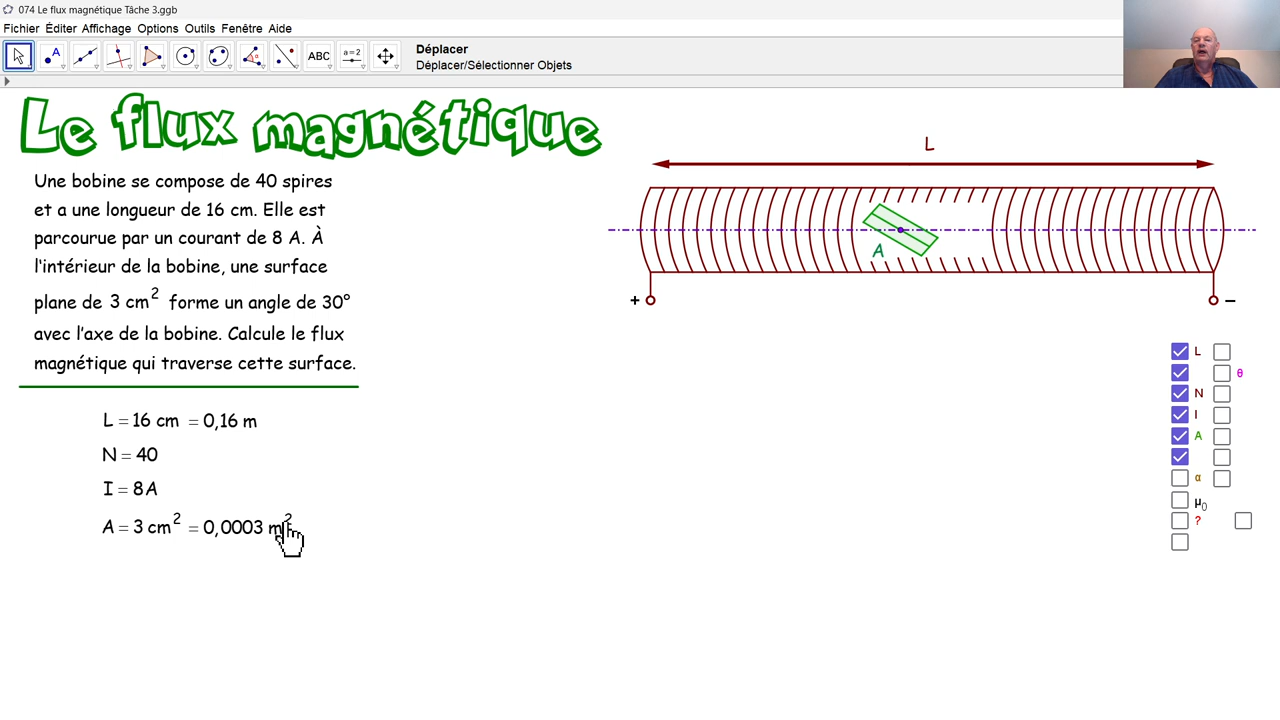 074 Le flux magnétique Tâche 3.ggb
Fichier Éditer Affichage Options Outils Fenêtre Aide
A
ABC
a=2
Déplacer
Déplacer/Sélectionner Objets
Le flux magnétique
Une bobine se compose de 40 spires
et a une longueur de 16 cm. Elle est
parcourue par un courant de 8 A. À
l'intérieur de la bobine, une surface
plane de 3 cm² forme un angle de 30°
avec l'axe de la bobine. Calcule le flux
magnétique qui traverse cette surface.
L = 16 cm = 0,16 m
N = 40
I = 8A
A = 3 cm² = 0,0003 m²
L
A
+
−
L
θ
N
I
A
α
μ₀
?